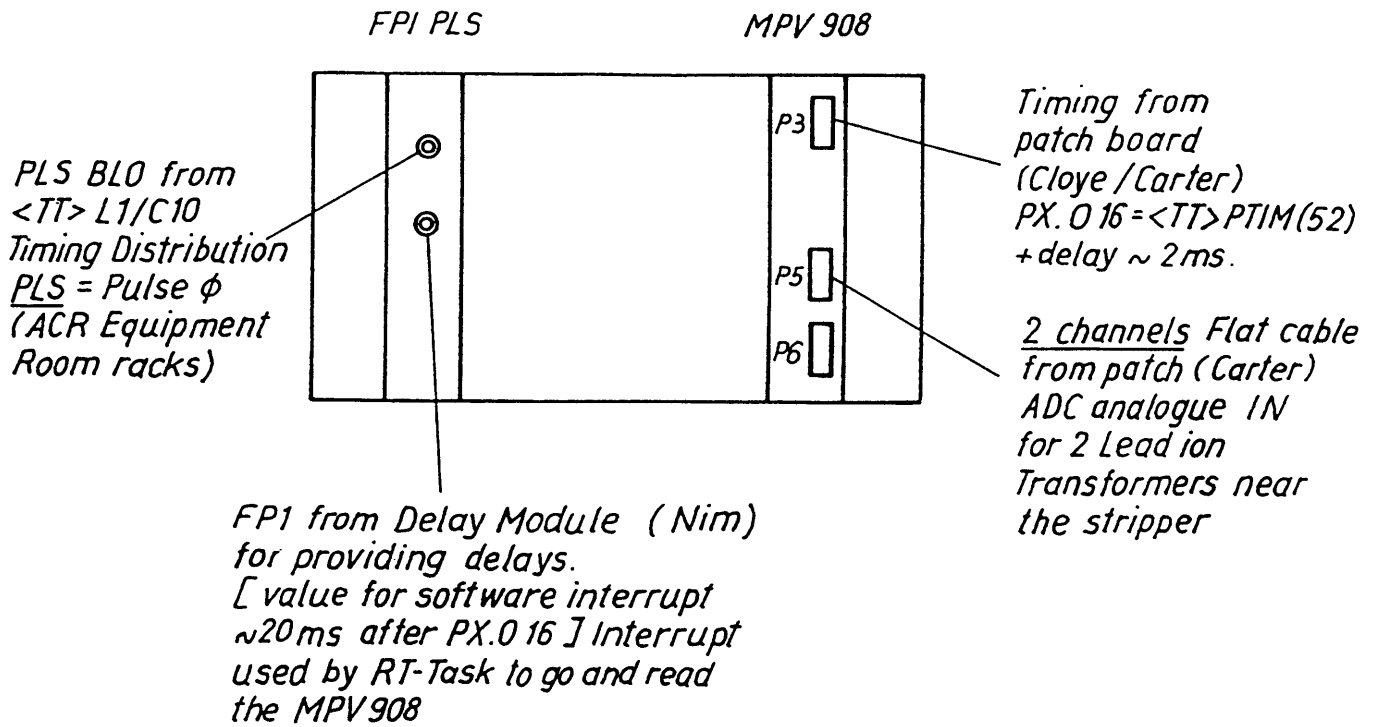 FPI PLS
MPV 908
PLS BLO from
<TT> L1/C10
Timing Distribution
PLS = Pulse ϕ
(ACR Equipment
Room racks)
P3
P5
P6
Timing from
patch board
(Cloye/Carter)
PX.O 16=<TT>PTIM(52)
+delay ~ 2ms.
2 channels Flat cable
from patch (Carter)
ADC analogue IN
for 2 Lead ion
Transformers near
the stripper
FP1 from Delay Module (Nim)
for providing delays.
[ value for software interrupt
~20ms after PX.O 16 ] Interrupt
used by RT-Task to go and read
the MPV908